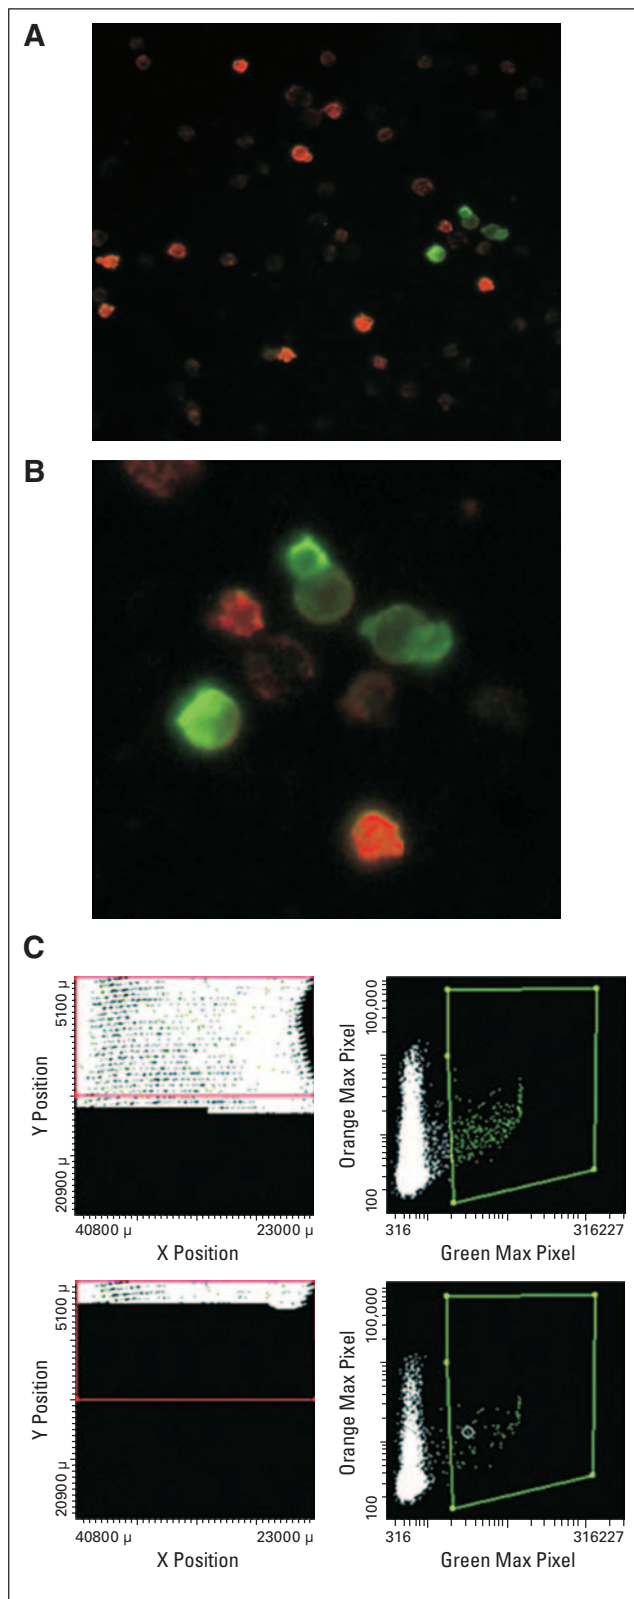 A
B
C
5100 µ
20900 µ
Y Position
40800 µ
23000 µ
X Position
100,000
100
Orange Max Pixel
316
316227
Green Max Pixel
5100 µ
20900 µ
Y Position
40800 µ
23000 µ
X Position
100,000
100
Orange Max Pixel
316
316227
Green Max Pixel